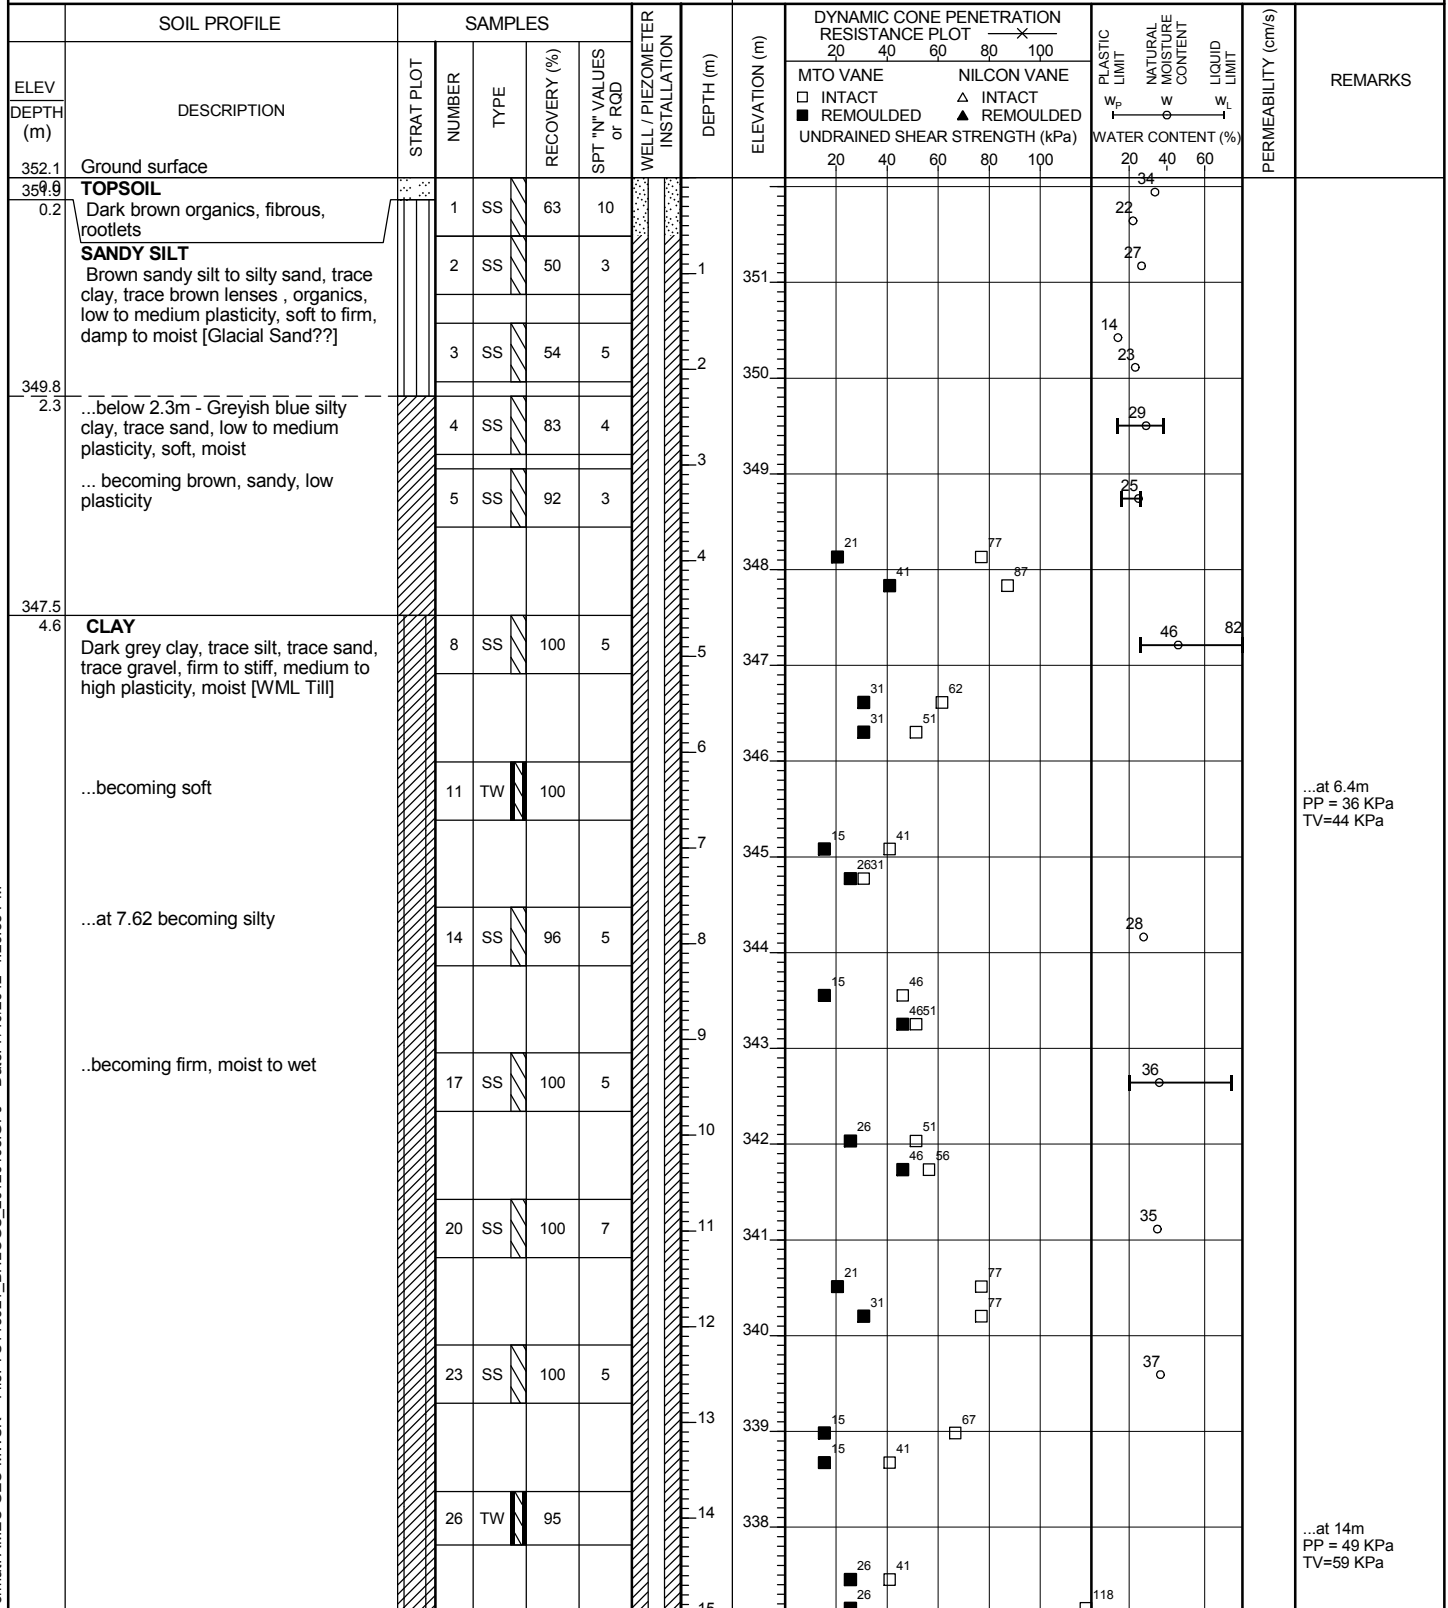 SOIL PROFILE
SAMPLES
ELEV
DEPTH
(m)
DESCRIPTION
STRAT PLOT
NUMBER
TYPE
RECOVERY (%)
SPT "N" VALUES
or RQD
WELL / PIEZOMETER
INSTALLATION
DEPTH (m)
ELEVATION (m)
DYNAMIC CONE PENETRATION
RESISTANCE PLOT
20 40 60 80 100
MTO VANE NILCON VANE
INTACT INTACT
REMOULDED REMOULDED
UNDRAINED SHEAR STRENGTH (kPa)
20 40 60 80 100
PLASTIC
LIMIT
NATURAL
MOISTURE
CONTENT
LIQUID
LIMIT
WP W WL
WATER CONTENT (%)
20 40 60
PERMEABILITY (cm/s)
REMARKS
352.1 Ground surface
0.0
351.9 TOPSOIL
0.2 Dark brown organics, fibrous,
rootlets
SANDY SILT
Brown sandy silt to silty sand, trace
clay, trace brown lenses , organics,
low to medium plasticity, soft to firm,
damp to moist [Glacial Sand??]
349.8
2.3 ...below 2.3m - Greyish blue silty
clay, trace sand, low to medium
plasticity, soft, moist
... becoming brown, sandy, low
plasticity
347.5
4.6 CLAY
Dark grey clay, trace silt, trace sand,
trace gravel, firm to stiff, medium to
high plasticity, moist [WML Till]
...becoming soft
...at 7.62 becoming silty
..becoming firm, moist to wet
1 SS 63 10
2 SS 50 3
3 SS 54 5
4 SS 83 4
5 SS 92 3
8 SS 100 5
11 TW 100
14 SS 96 5
17 SS 100 5
20 SS 100 7
23 SS 100 5
26 TW 95
1
2
3
4
5
6
7
8
9
10
11
12
13
14
351
350
349
348
347
346
345
344
343
342
341
340
339
338
21 77
41 87
31 62
31 51
15 41
26 31
15 46
46 51
26 51
46 56
21 77
31 77
15 67
15 41
26 41
26 118
34
22
27
14
23
29
25
46 82
28
36
35
37
...at 6.4m
PP = 36 KPa
TV=44 KPa
...at 14m
PP = 49 KPa
TV=59 KPa